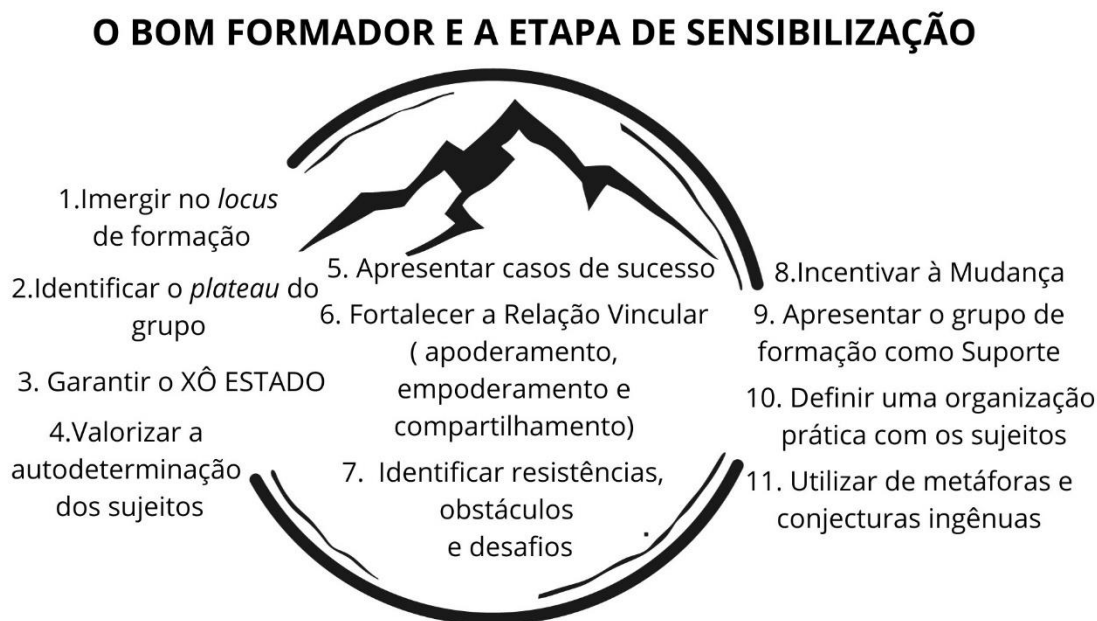 O BOM FORMADOR E A ETAPA DE SENSIBILIZAÇÃO
1.Imergir no locus
de formação
2.Identificar o plateau do
grupo
3. Garantir o XÔ ESTADO
4.Valorizar a
autodeterminação
dos sujeitos
5. Apresentar casos de sucesso
6. Fortalecer a Relação Vincular
( apoderamento,
empoderamento e
compartilhamento)
7. Identificar resistências,
obstáculos
e desafios
8.Incentivar à Mudança
9. Apresentar o grupo de
formação como Suporte
10. Definir uma organização
prática com os sujeitos
11. Utilizar de metáforas e
conjecturas ingênuas